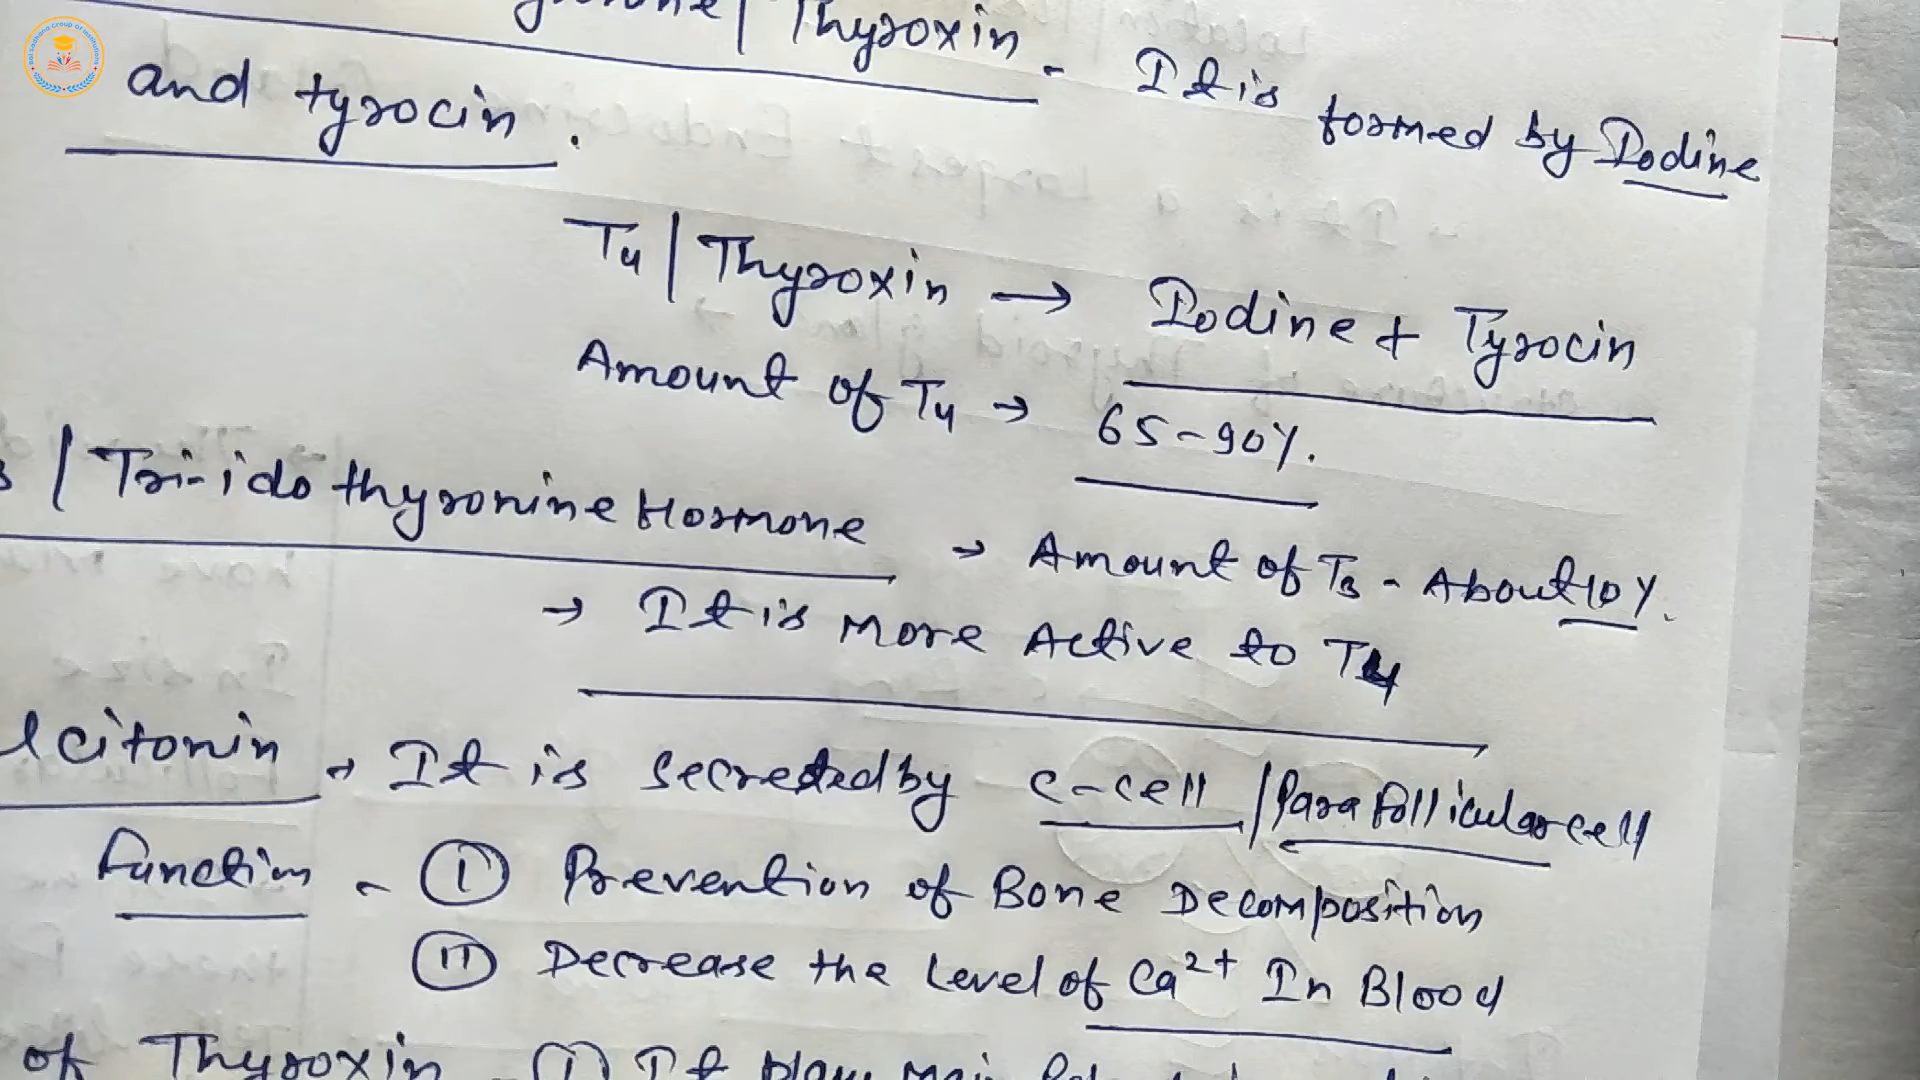 Thyroxin - It is formed by Iodine
and tyrocin.
T4 | Thyroxin → Iodine + Tyrocin
Amount of T4 → 65-90%.
| Tri-ido thyronine Hormone → Amount of T3 - About 10%.
→ It is more Active to T4
lcitonin → It is secreted by C-cell / Parafollicular cell
Function - (I) Prevention of Bone Decomposition
(II) Decrease the Level of Ca2+ In Blood
of Thyroxin - (I) It